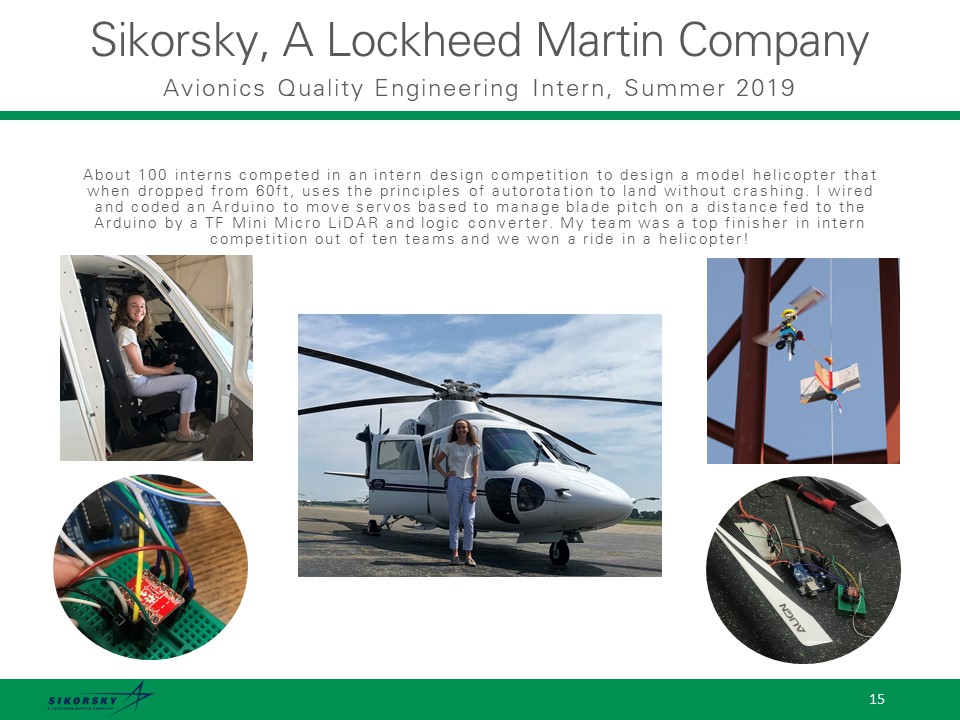 Sikorsky, A Lockheed Martin Company
Avionics Quality Engineering Intern, Summer 2019
About 100 interns competed in an intern design competition to design a model helicopter that
when dropped from 60ft, uses the principles of autorotation to land without crashing. I wired
and coded an Arduino to move servos based to manage blade pitch on a distance fed to the
Arduino by a TF Mini Micro LiDAR and logic converter. My team was a top finisher in intern
competition out of ten teams and we won a ride in a helicopter!
ALIGN
SIKORSKY
A LOCKHEED MARTIN COMPANY
15